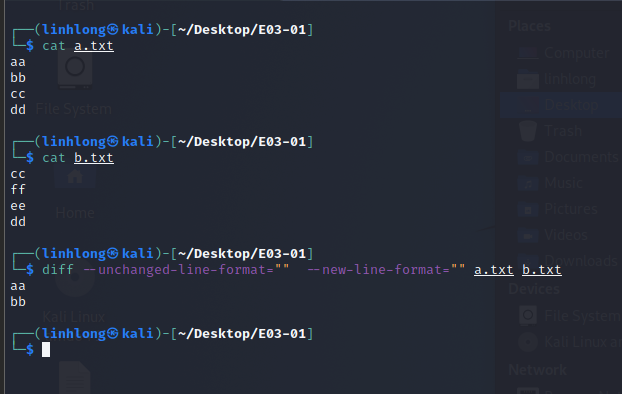 Trash
┌──(linhlong㉿kali)-[~/Desktop/E03-01]
└─$ cat a.txt
aa
bb
cc
dd
┌──(linhlong㉿kali)-[~/Desktop/E03-01]
└─$ cat b.txt
cc
ff
ee
dd
┌──(linhlong㉿kali)-[~/Desktop/E03-01]
└─$ diff --unchanged-line-format=""  --new-line-format="" a.txt b.txt
aa
bb
┌──(linhlong㉿kali)-[~/Desktop/E03-01]
└─$
File System
Home
Kali Linux
Places
Computer
linhlong
Desktop
Trash
Documents
Music
Pictures
Videos
Downloads
Devices
File System
Kali Linux
Network